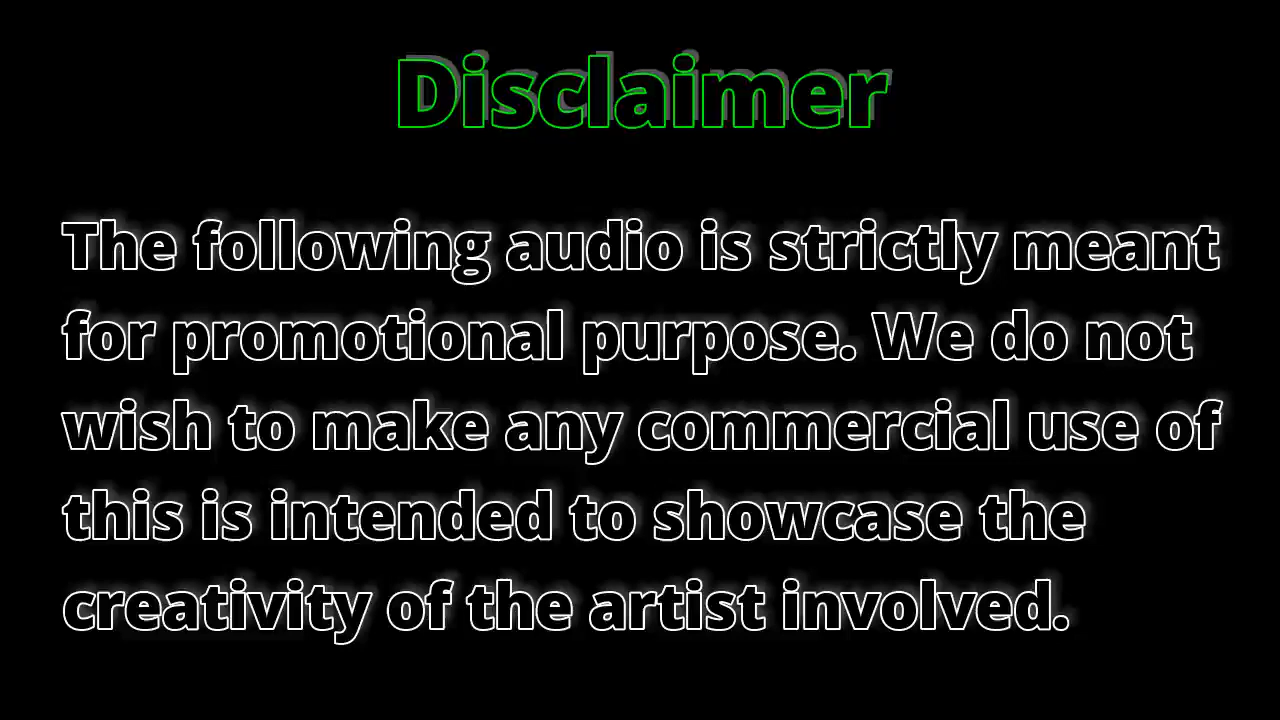 Disclaimer
The following audio is strictly meant
for promotional purpose. We do not
wish to make any commercial use of
this is intended to showcase the
creativity of the artist involved.